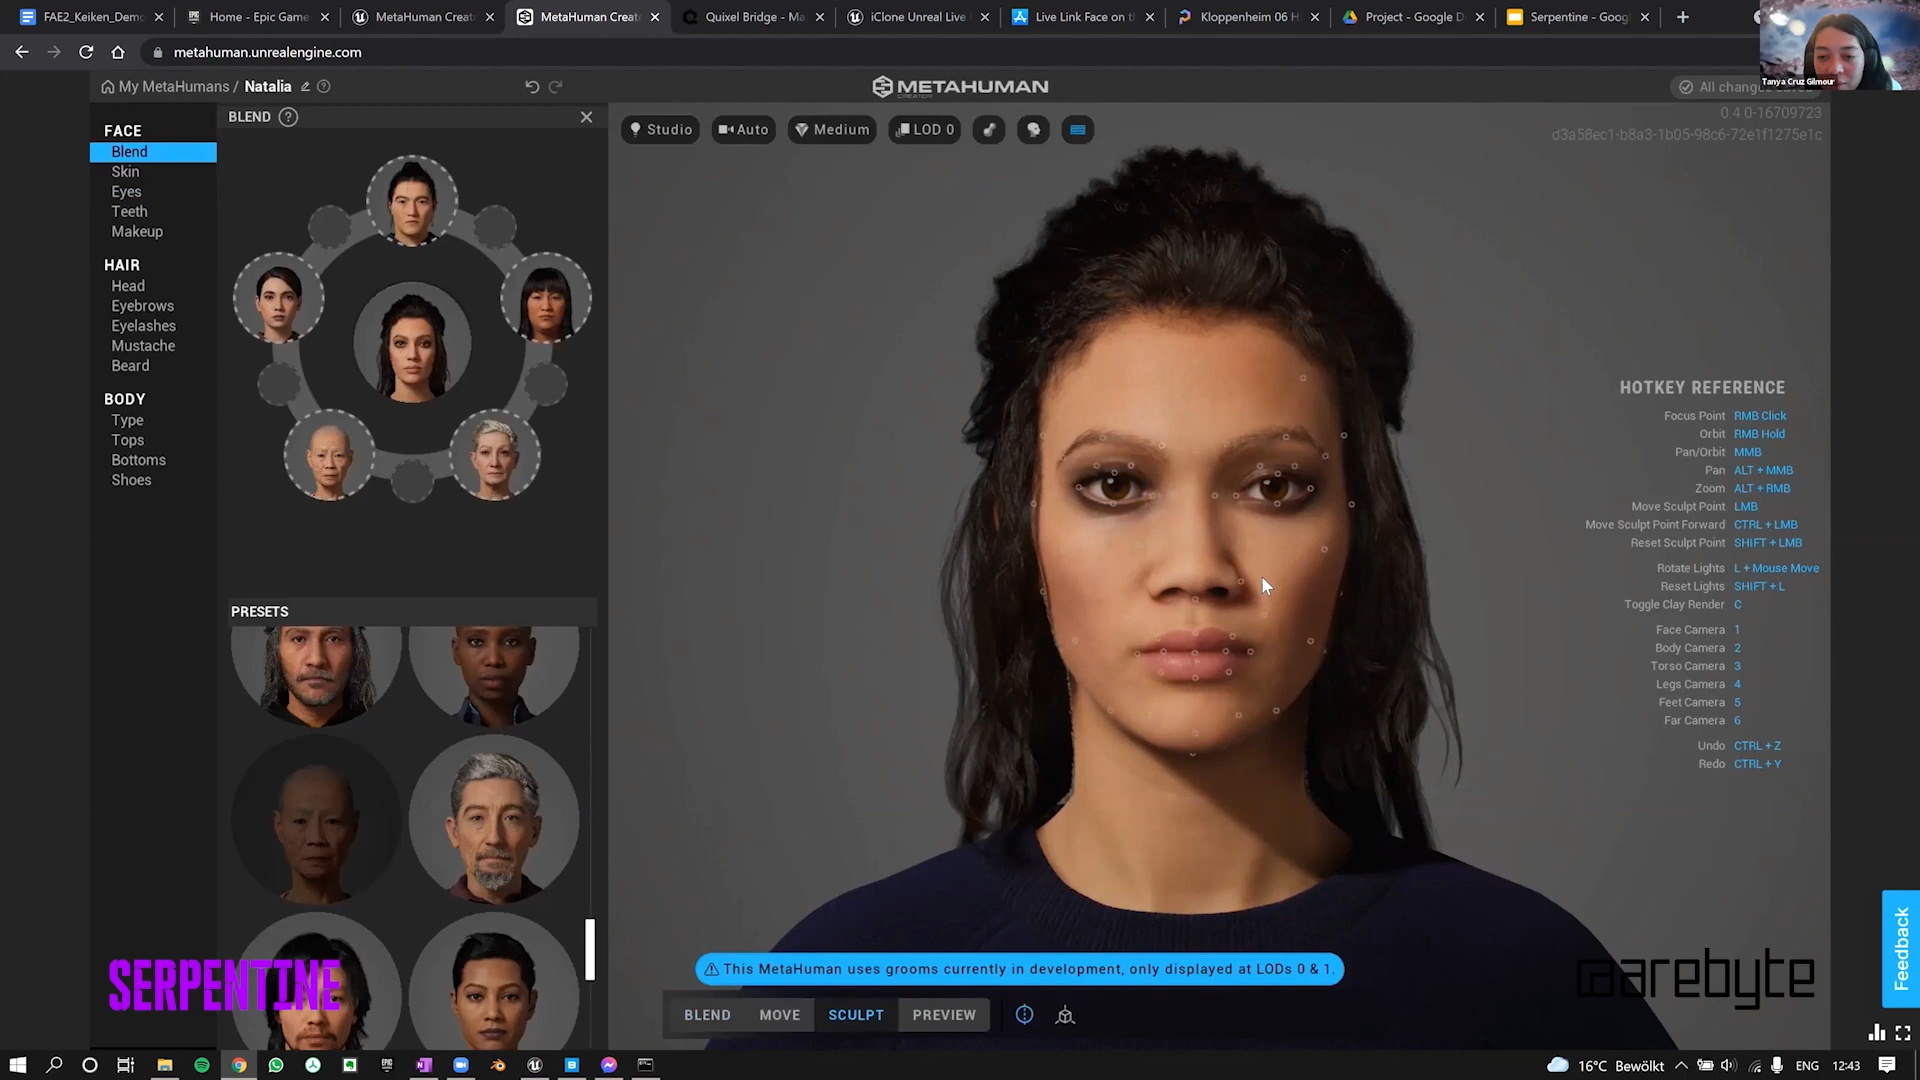 FAE2_Keiken_Demo
Home - Epic Game
MetaHuman Creat
MetaHuman Creat
Quixel Bridge - Ma
iClone Unreal Live
Live Link Face on t
Kloppenheim 06 H
Project - Google D
Serpentine - Goog
metahuman.unrealengine.com
Tanya Cruz Gilmour
My MetaHumans / Natalia
METAHUMAN
CREATOR
All chang
0.4.0-16709723
d3a58ec1-b8a3-1b05-98c6-72e1f1275e1c
BLEND
Studio
Auto
Medium
LOD 0
FACE
Blend
Skin
Eyes
Teeth
Makeup
HAIR
Head
Eyebrows
Eyelashes
Mustache
Beard
BODY
Type
Tops
Bottoms
Shoes
PRESETS
HOTKEY REFERENCE
Focus Point RMB Click
Orbit RMB Hold
Pan/Orbit MMB
Pan ALT + MMB
Zoom ALT + RMB
Move Sculpt Point LMB
Move Sculpt Point Forward CTRL + LMB
Reset Sculpt Point SHIFT + LMB
Rotate Lights L + Mouse Move
Reset Lights SHIFT + L
Toggle Clay Render C
Face Camera 1
Body Camera 2
Torso Camera 3
Legs Camera 4
Feet Camera 5
Far Camera 6
Undo CTRL + Z
Redo CTRL + Y
Feedback
This MetaHuman uses grooms currently in development, only displayed at LODs 0 & 1.
SERPENTINE
@arebyte
BLEND
MOVE
SCULPT
PREVIEW
16°C Bewölkt
ENG
12:43